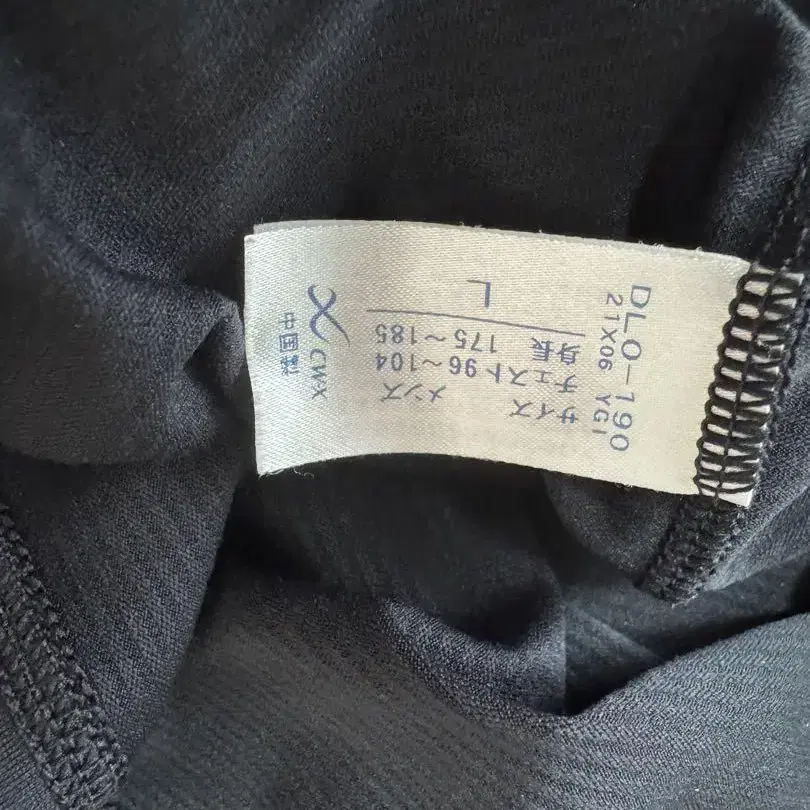 DLO-190
21X06 YG1
サイズ メンズ
チェスト 96～104
身長 175～185
L
CW-X
中国製